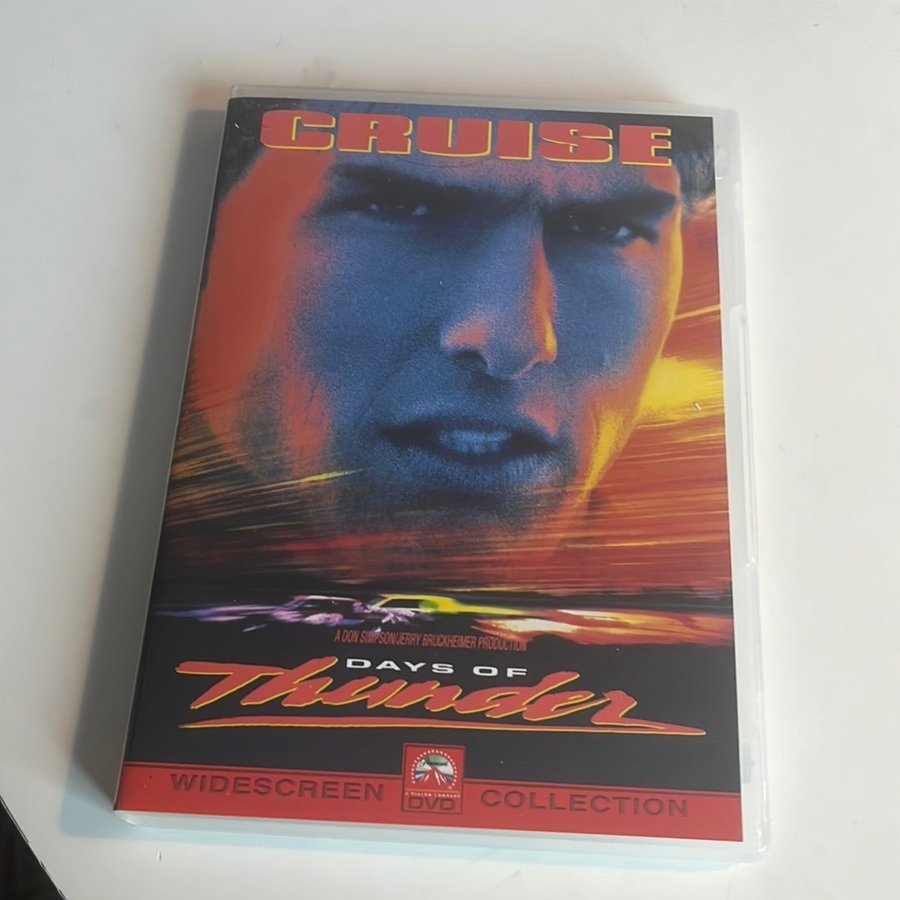 CRUISE
A DON SIMPSON/JERRY BRUCKHEIMER PRODUCTION
DAYS OF
Thunder
WIDESCREEN DVD COLLECTION